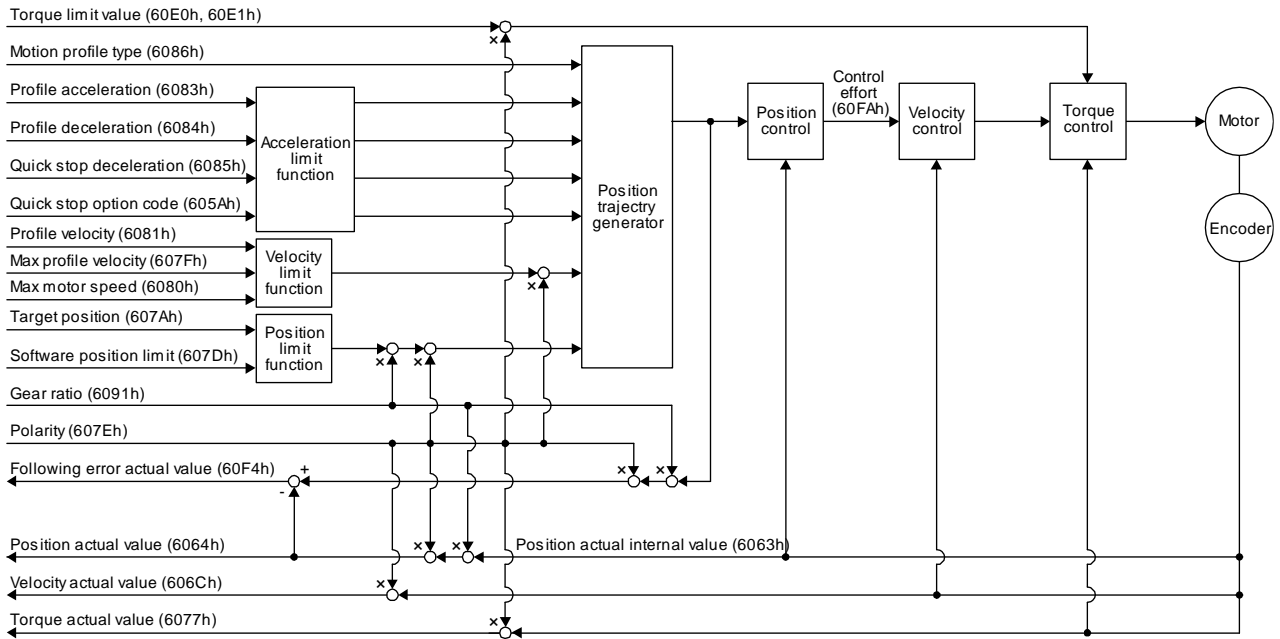 Torque limit value (60E0h, 60E1h)
×
Motion profile type (6086h)
Profile acceleration (6083h)
Profile deceleration (6084h)
Quick stop deceleration (6085h)
Quick stop option code (605Ah)
Acceleration
limit
function
Profile velocity (6081h)
Max profile velocity (607Fh)
Max motor speed (6080h)
Velocity
limit
function
×
Target position (607Ah)
Software position limit (607Dh)
Position
limit
function
×
×
Position
trajectry
generator
Position
control
Control
effort
(60FAh)
Velocity
control
Torque
control
Motor
Encoder
Gear ratio (6091h)
Polarity (607Eh)
Following error actual value (60F4h)
+
-
×
×
Position actual value (6064h)
×
×
Position actual internal value (6063h)
Velocity actual value (606Ch)
×
Torque actual value (6077h)
×